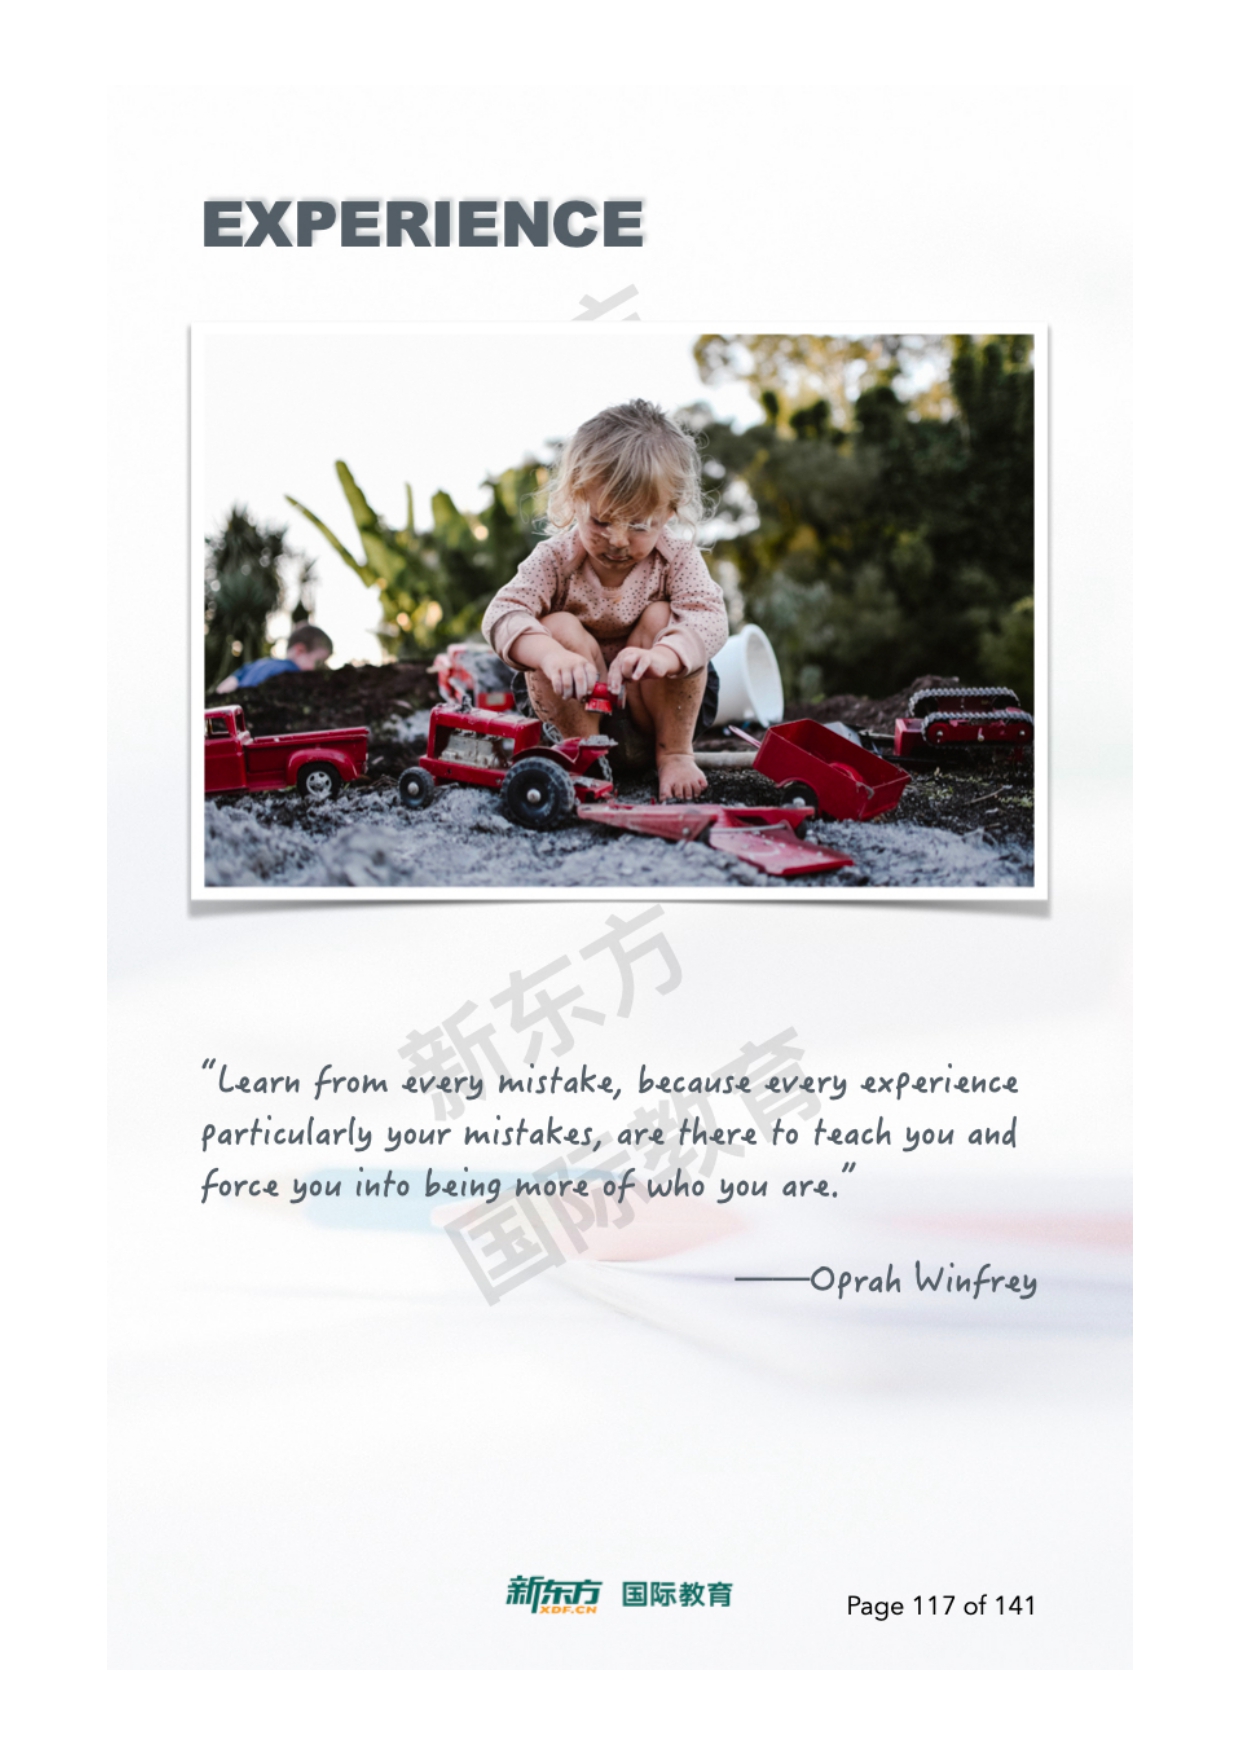 EXPERIENCE
方
新东方
国际教育
“Learn from every mistake, because every experience
particularly your mistakes, are there to teach you and
force you into being more of who you are.”
——Oprah Winfrey
新东方 国际教育
XDF.CN
Page 117 of 141